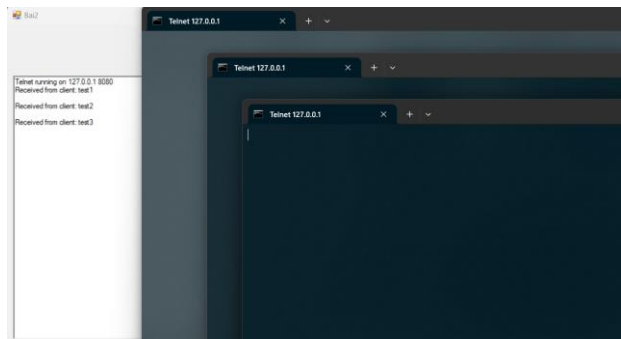 Bai2
Telnet 127.0.0.1
Telnet 127.0.0.1
Telnet running on 127.0.0.1 8080
Received from client: test1
Received from client: test2
Received from client: test3
Telnet 127.0.0.1